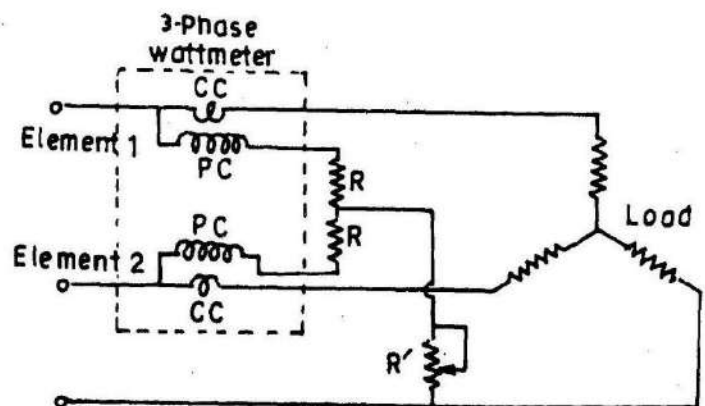 3-Phase
wattmeter
CC
Element 1
PC
R
PC
R
Load
Element 2
CC
R′